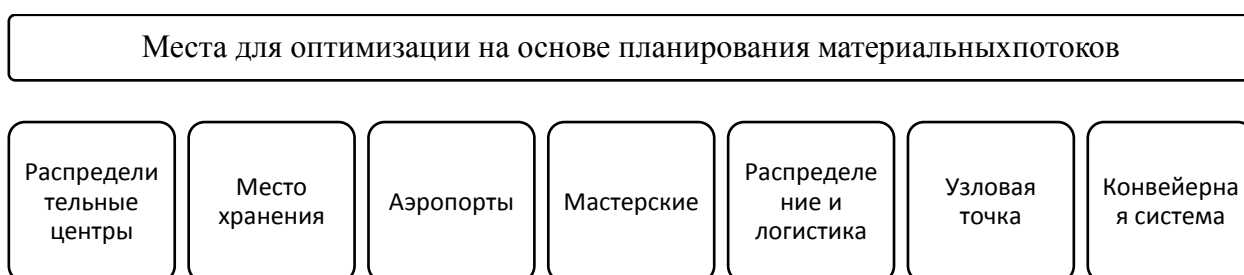 Места для оптимизации на основе планирования материальныхпотоков
Распредели
тельные
центры
Место
хранения
Аэропорты
Мастерские
Распределе
ние и
логистика
Узловая
точка
Конвейерна
я система